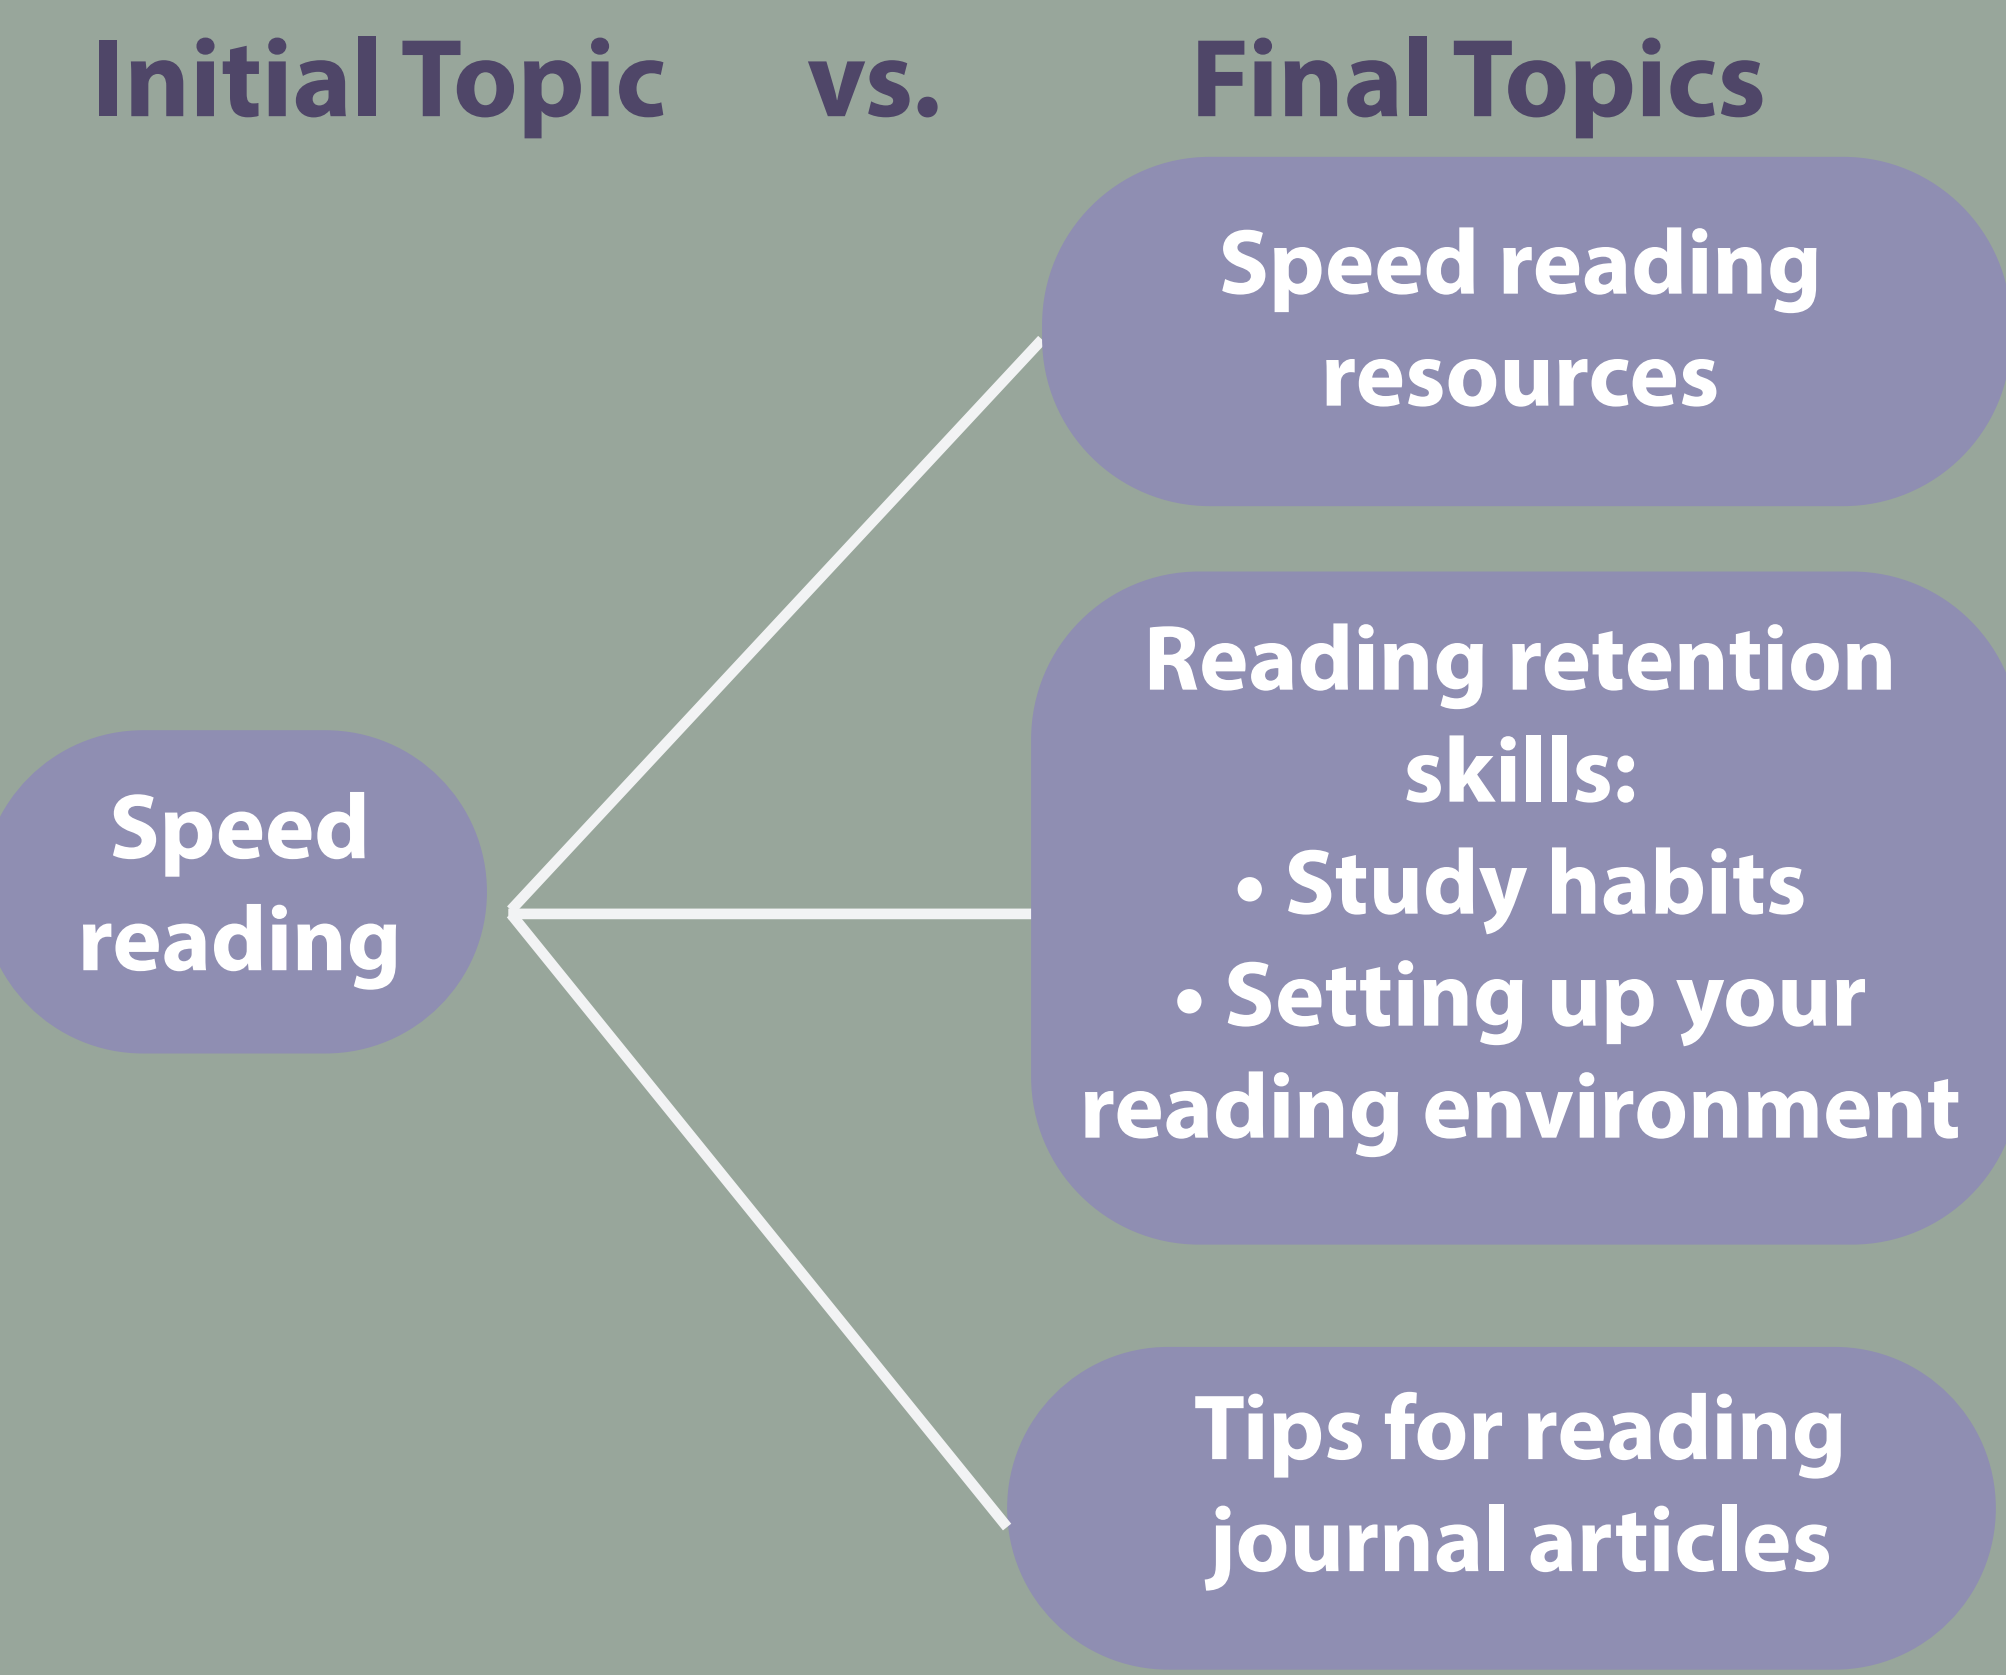 Initial Topic vs. Final Topics
Speed reading
resources
Reading retention
skills:
• Study habits
• Setting up your
reading environment
Speed
reading
Tips for reading
journal articles